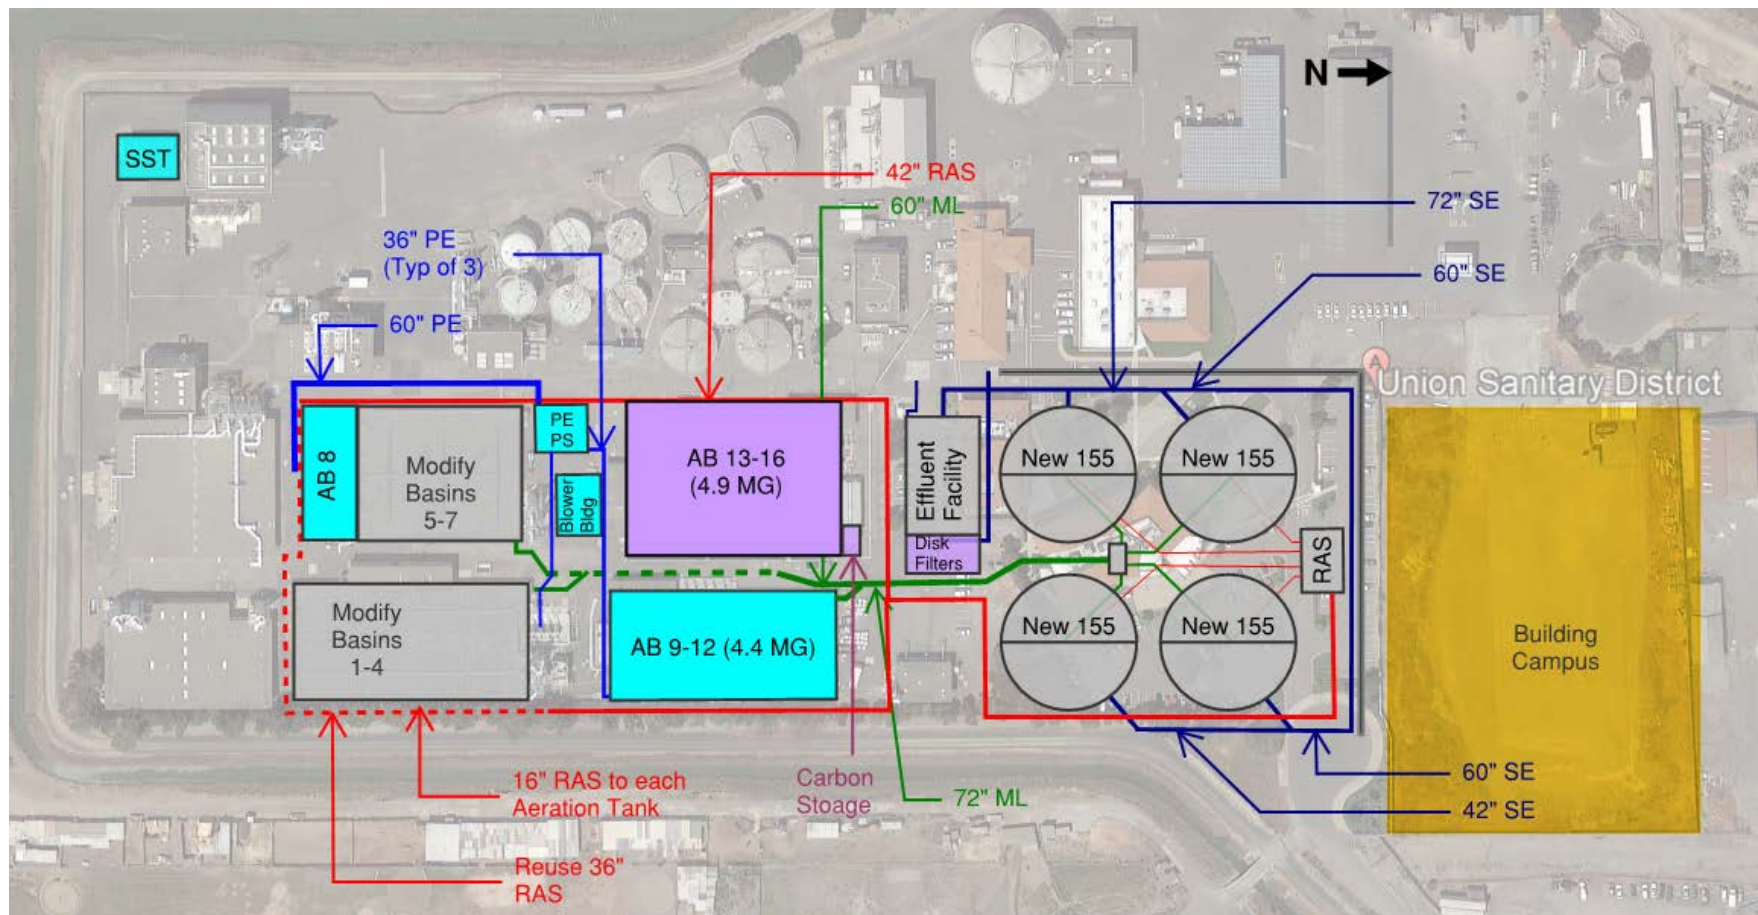 N
SST
42" RAS
60" ML
72" SE
36" PE
(Typ of 3)
60" SE
60" PE
A
Union Sanitary District
PE
PS
AB 8
Modify
Basins
5-7
Blower
Bldg
AB 13-16
(4.9 MG)
Effluent
Facility
Disk
Filters
New 155
New 155
RAS
Modify
Basins
1-4
AB 9-12 (4.4 MG)
New 155
New 155
Building
Campus
16" RAS to each
Aeration Tank
Carbon
Stoage
72" ML
60" SE
42" SE
Reuse 36"
RAS